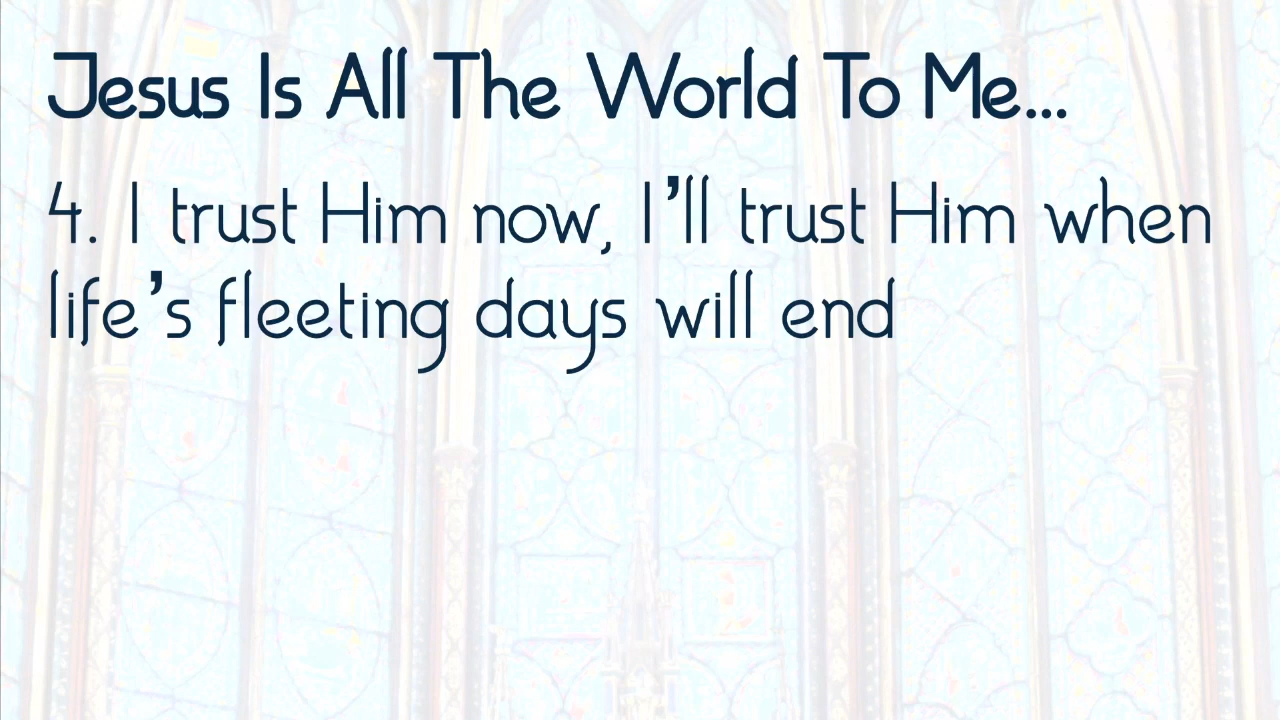 Jesus Is All The World To Me...
4. I trust Him now, I’ll trust Him when
life’s fleeting days will end